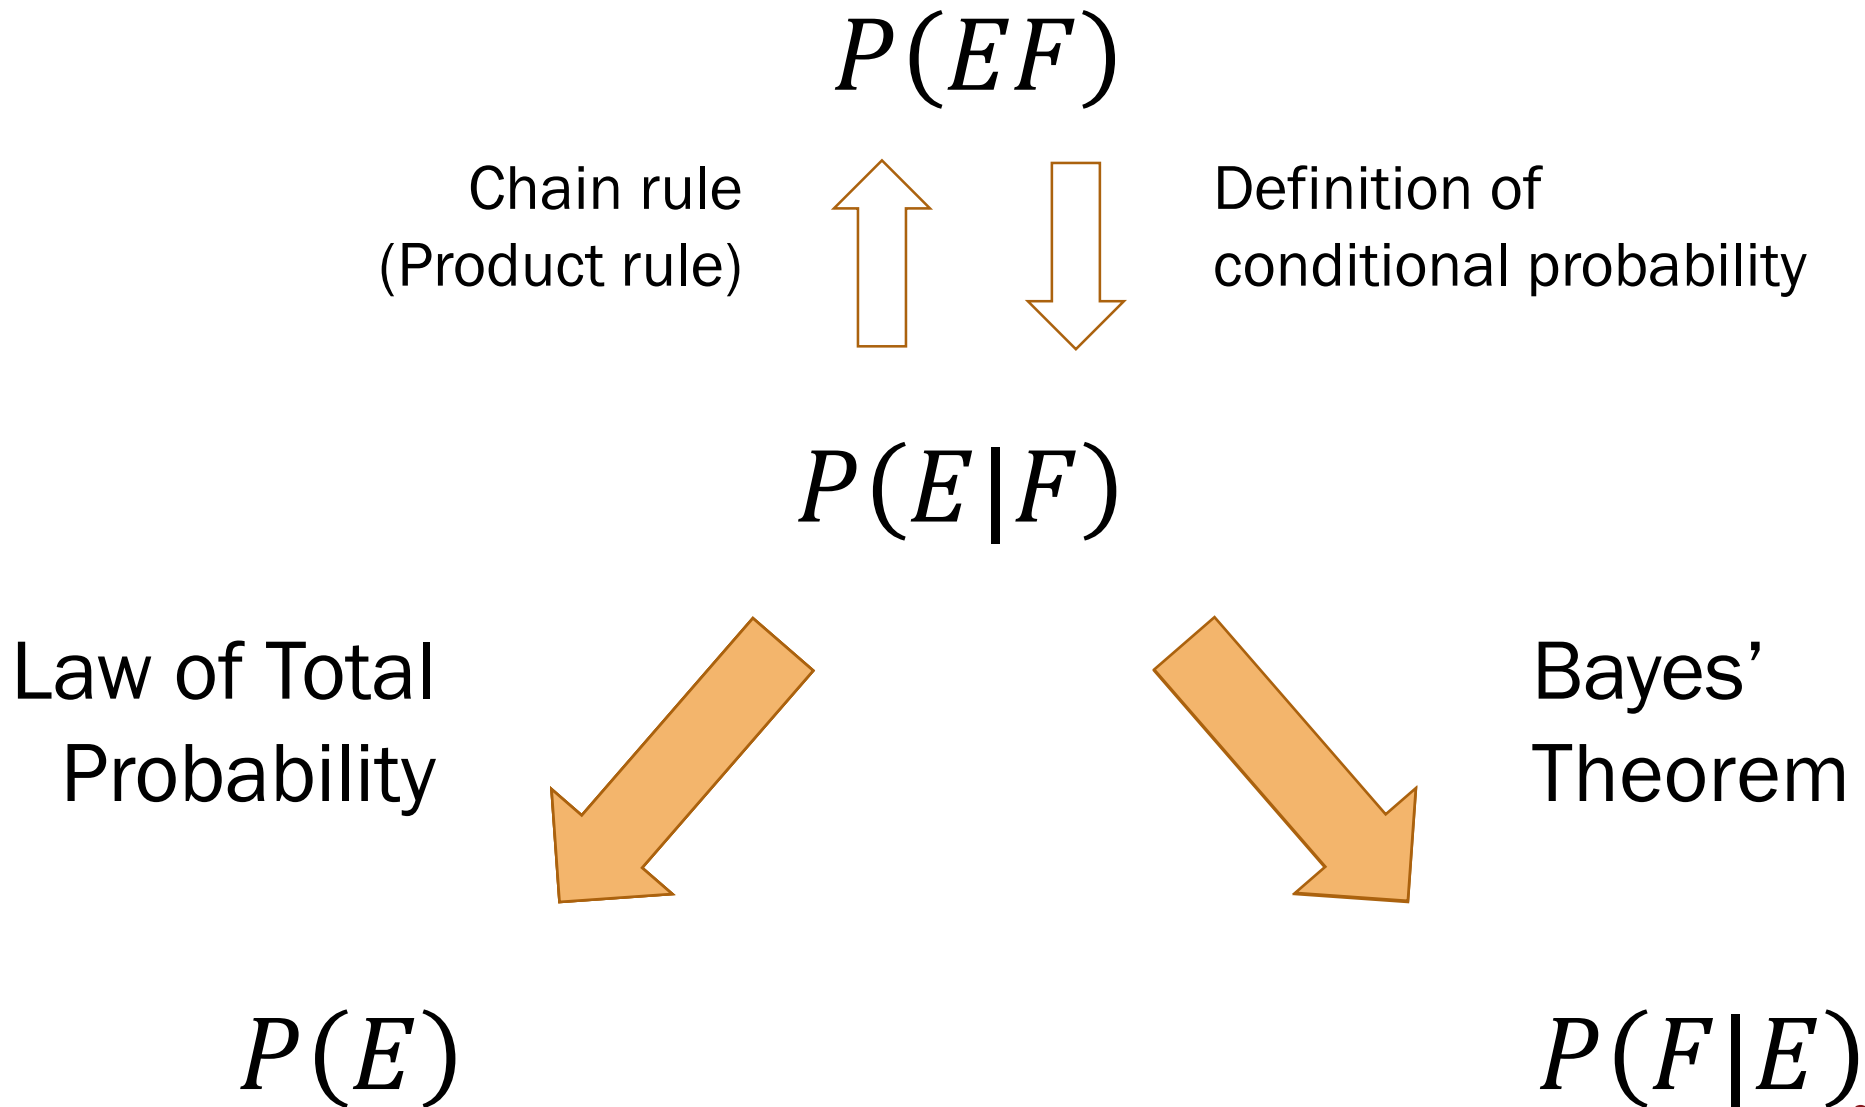 P(EF)
Chain rule
(Product rule)
Definition of
conditional probability
P(E|F)
Law of Total
Probability
Bayes’
Theorem
P(E)
P(F|E)